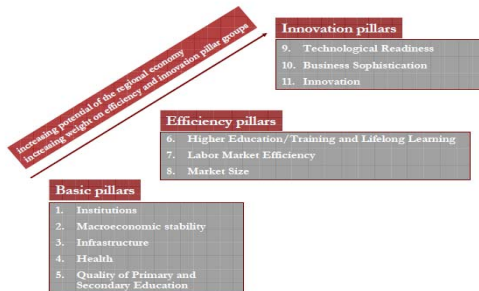 increasing potential of the regional economy
increasing weight on efficiency and innovation pillar groups
Innovation pillars
9. Technological Readiness
10. Business Sophistication
11. Innovation
Efficiency pillars
6. Higher Education/Training and Lifelong Learning
7. Labor Market Efficiency
8. Market Size
Basic pillars
1. Institutions
2. Macroeconomic stability
3. Infrastructure
4. Health
5. Quality of Primary and
Secondary Education